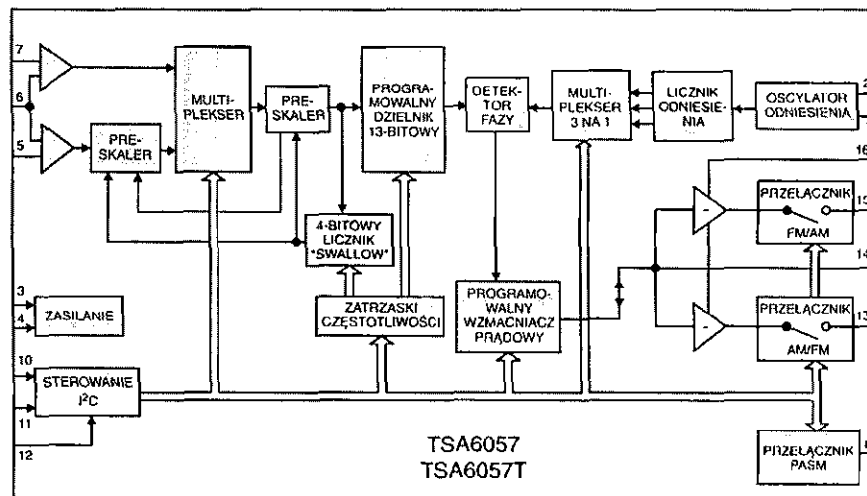 7
6
5
MULTI-
PLEKSER
PRE-
SKALER
PRE-
SKALER
PROGRA-
MOWALNY
DZIELNIK
13-BITOWY
DETEK-
TOR
FAZY
MULTI-
PLEKSER
3 NA 1
LICZNIK
ODNIESIE-
NIA
OSCYLATOR
ODNIESIENIA
2
16
4-BITOWY
LICZNIK
"SWALLOW"
PRZEŁĄCZNIK
FM/AM
15
14
3
4
ZASILANIE
ZATRZASKI
CZĘSTOTLIWOŚCI
PROGRAMO-
WALNY
WZMACNIACZ
PRĄDOWY
PRZEŁĄCZNIK
AM/FM
13
10
11
12
STEROWANIE
I²C
TSA6057
TSA6057T
PRZEŁĄCZNIK
PASM